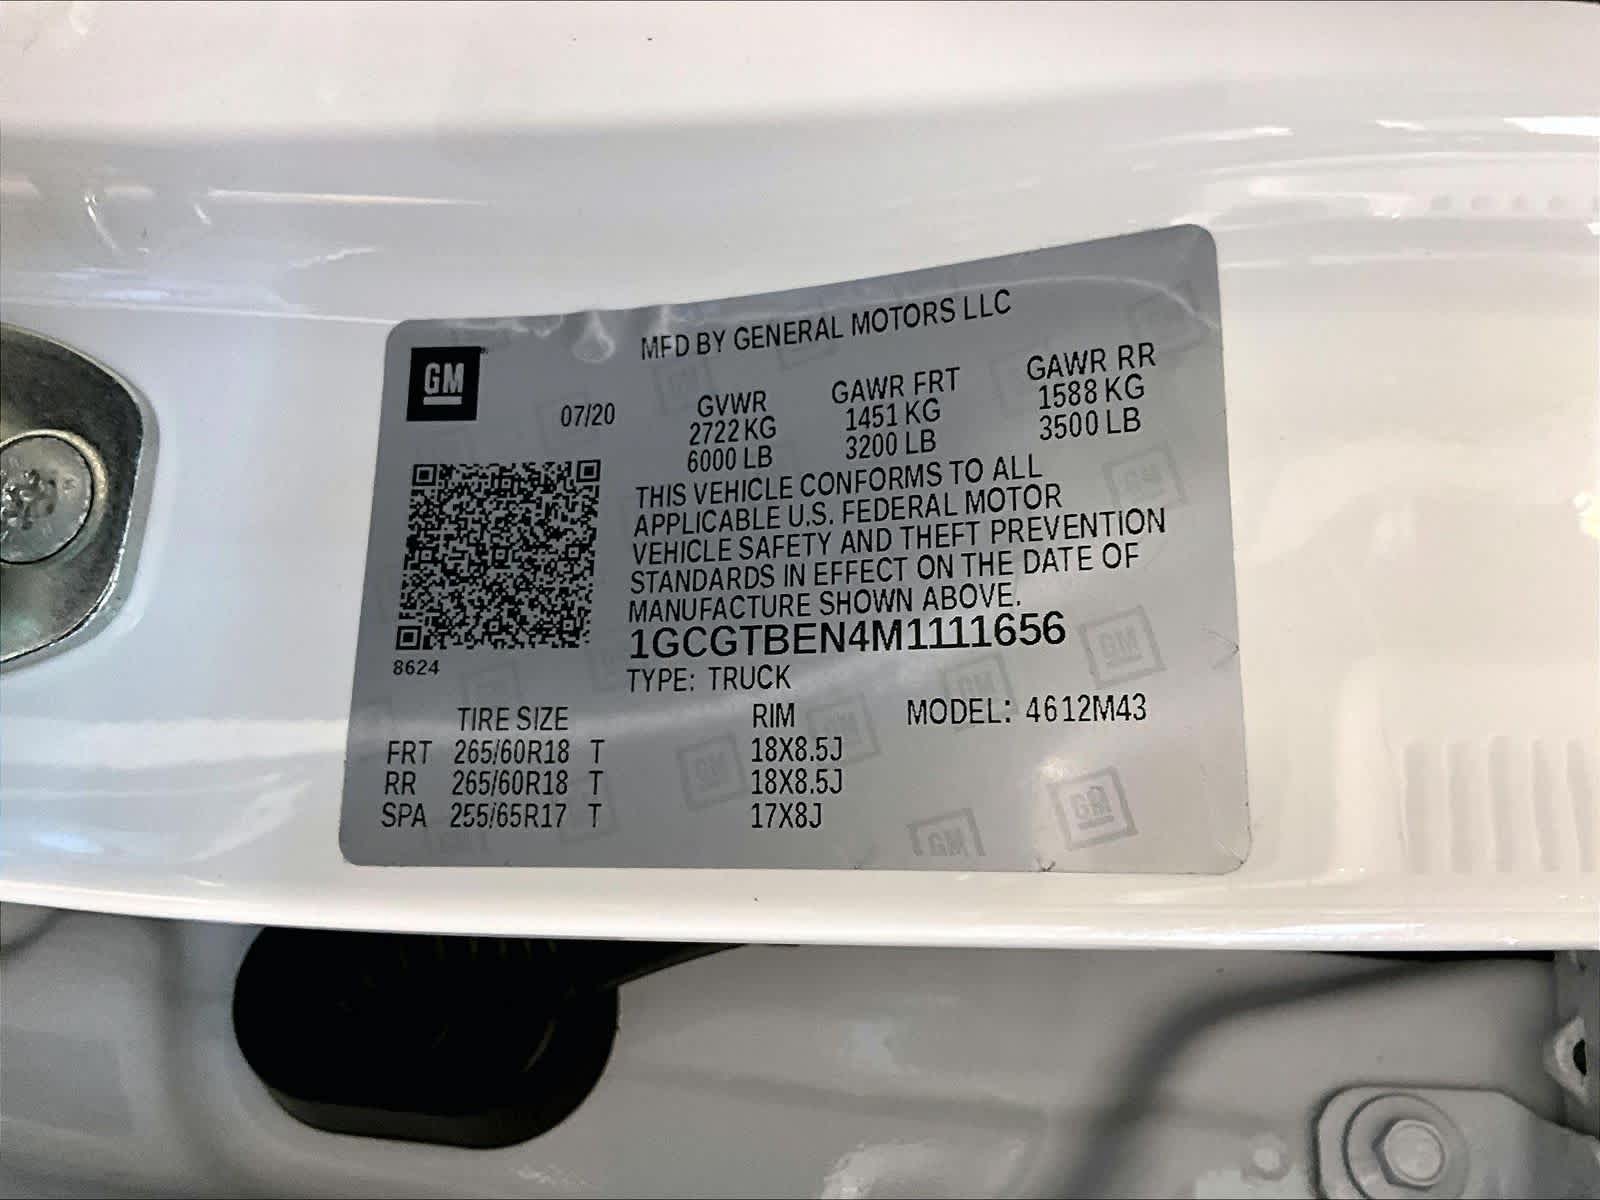 MFD BY GENERAL MOTORS LLC
GM
07/20
GVWR
2722 KG
6000 LB
GAWR FRT
1451 KG
3200 LB
GAWR RR
1588 KG
3500 LB
THIS VEHICLE CONFORMS TO ALL
APPLICABLE U.S. FEDERAL MOTOR
VEHICLE SAFETY AND THEFT PREVENTION
STANDARDS IN EFFECT ON THE DATE OF
MANUFACTURE SHOWN ABOVE.
1GCGTBEN4M1111656
8624
TYPE: TRUCK
TIRE SIZE RIM MODEL: 4612M43
FRT 265/60R18 T 18X8.5J
RR 265/60R18 T 18X8.5J
SPA 255/65R17 T 17X8J